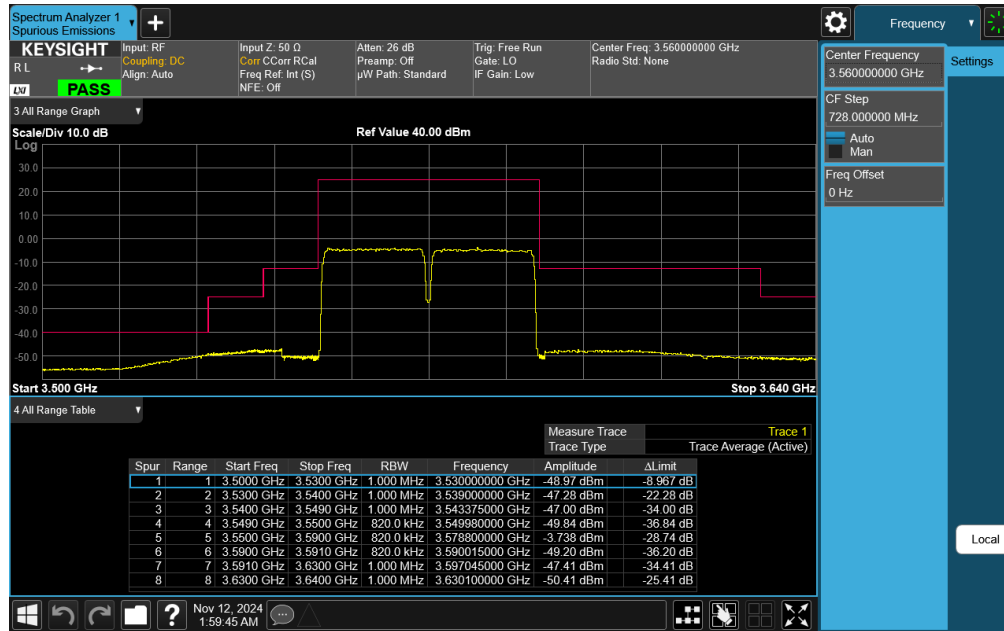 Spectrum Analyzer 1
Spurious Emissions
Frequency
KEYSIGHT
R L
LXI
PASS
Input: RF
Coupling: DC
Align: Auto
Input Z: 50 Ω
Corr CCorr RCal
Freq Ref: Int (S)
NFE: Off
Atten: 26 dB
Preamp: Off
µW Path: Standard
Trig: Free Run
Gate: LO
IF Gain: Low
Center Freq: 3.560000000 GHz
Radio Std: None
Center Frequency
3.560000000 GHz
Settings
CF Step
728.000000 MHz
Auto
Man
Freq Offset
0 Hz
3 All Range Graph
Scale/Div 10.0 dB
Ref Value 40.00 dBm
Log
30.0
20.0
10.0
0.00
-10.0
-20.0
-30.0
-40.0
-50.0
Start 3.500 GHz
Stop 3.640 GHz
4 All Range Table
Measure Trace Trace 1
Trace Type Trace Average (Active)
Spur Range Start Freq Stop Freq RBW Frequency Amplitude ΔLimit
1 1 3.5000 GHz 3.5300 GHz 1.000 MHz 3.530000000 GHz -48.97 dBm -8.967 dB
2 2 3.5300 GHz 3.5400 GHz 1.000 MHz 3.539000000 GHz -47.28 dBm -22.28 dB
3 3 3.5400 GHz 3.5490 GHz 1.000 MHz 3.543375000 GHz -47.00 dBm -34.00 dB
4 4 3.5490 GHz 3.5500 GHz 820.0 kHz 3.549980000 GHz -49.84 dBm -36.84 dB
5 5 3.5500 GHz 3.5900 GHz 820.0 kHz 3.578800000 GHz -3.738 dBm -28.74 dB
6 6 3.5900 GHz 3.5910 GHz 820.0 kHz 3.590015000 GHz -49.20 dBm -36.20 dB
7 7 3.5910 GHz 3.6300 GHz 1.000 MHz 3.597045000 GHz -47.41 dBm -34.41 dB
8 8 3.6300 GHz 3.6400 GHz 1.000 MHz 3.630100000 GHz -50.41 dBm -25.41 dB
Local
?
Nov 12, 2024
1:59:45 AM